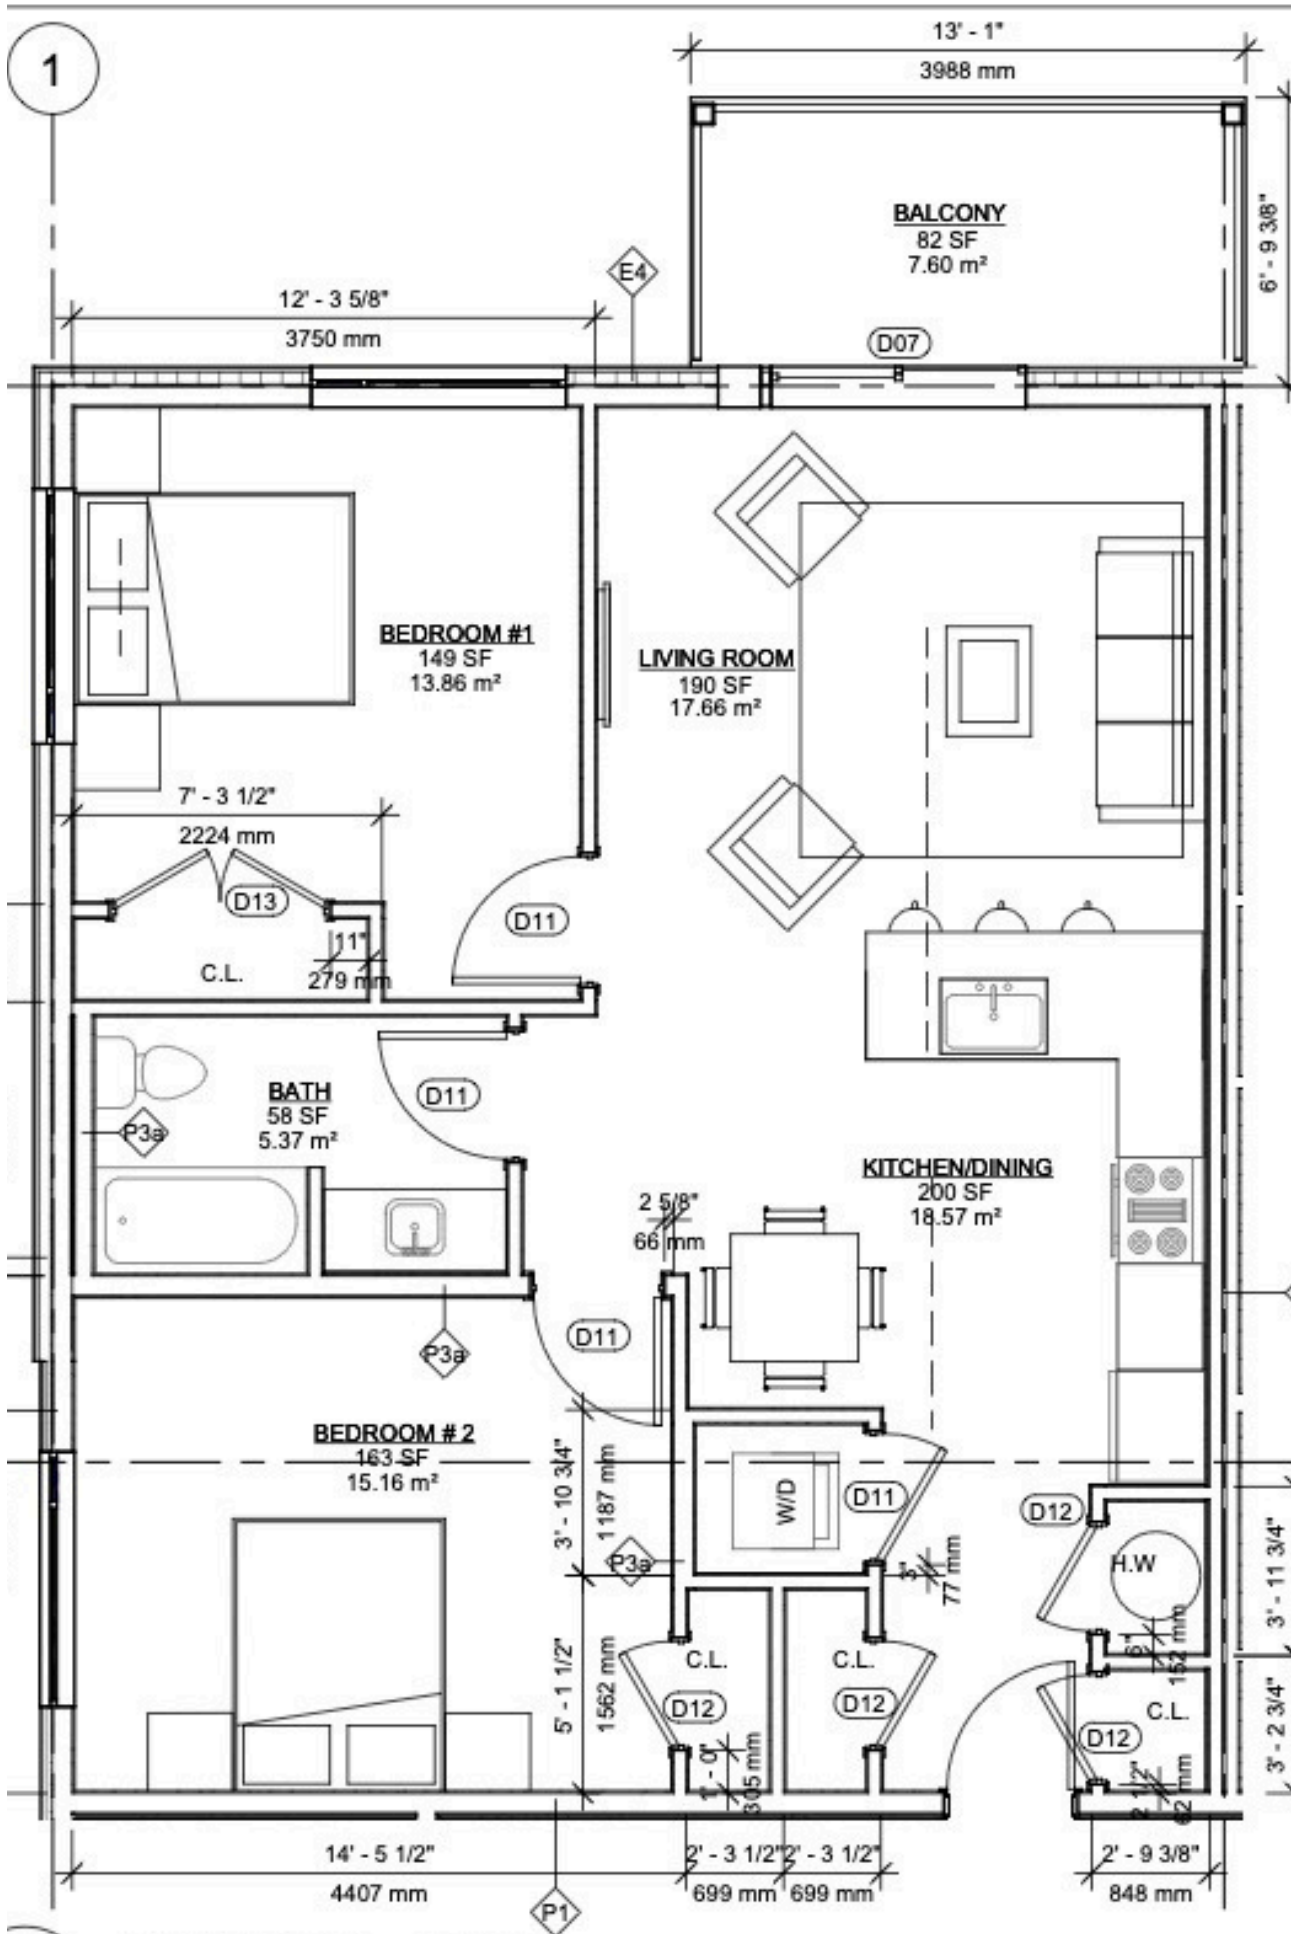 1
13' - 1"
3988 mm
BALCONY
82 SF
7.60 m²
6' - 9 3/8"
E4
12' - 3 5/8"
3750 mm
D07
BEDROOM #1
149 SF
13.86 m²
LIVING ROOM
190 SF
17.66 m²
7' - 3 1/2"
2224 mm
D13
D11
11"
279 mm
C.L.
BATH
58 SF
5.37 m²
D11
P3a
KITCHEN/DINING
200 SF
18.57 m²
2 5/8"
66 mm
D11
P3a
BEDROOM # 2
163 SF
15.16 m²
3' - 10 3/4"
1187 mm
W/D
D11
D12
H.W
P3a
3"
77 mm
3' - 11 3/4"
6"
152 mm
5' - 1 1/2"
1562 mm
C.L.
C.L.
C.L.
D12
D12
D12
1' - 0"
305 mm
2 1/2"
62 mm
3' - 2 3/4"
14' - 5 1/2"
4407 mm
2' - 3 1/2"
699 mm
2' - 3 1/2"
699 mm
2' - 9 3/8"
848 mm
P1